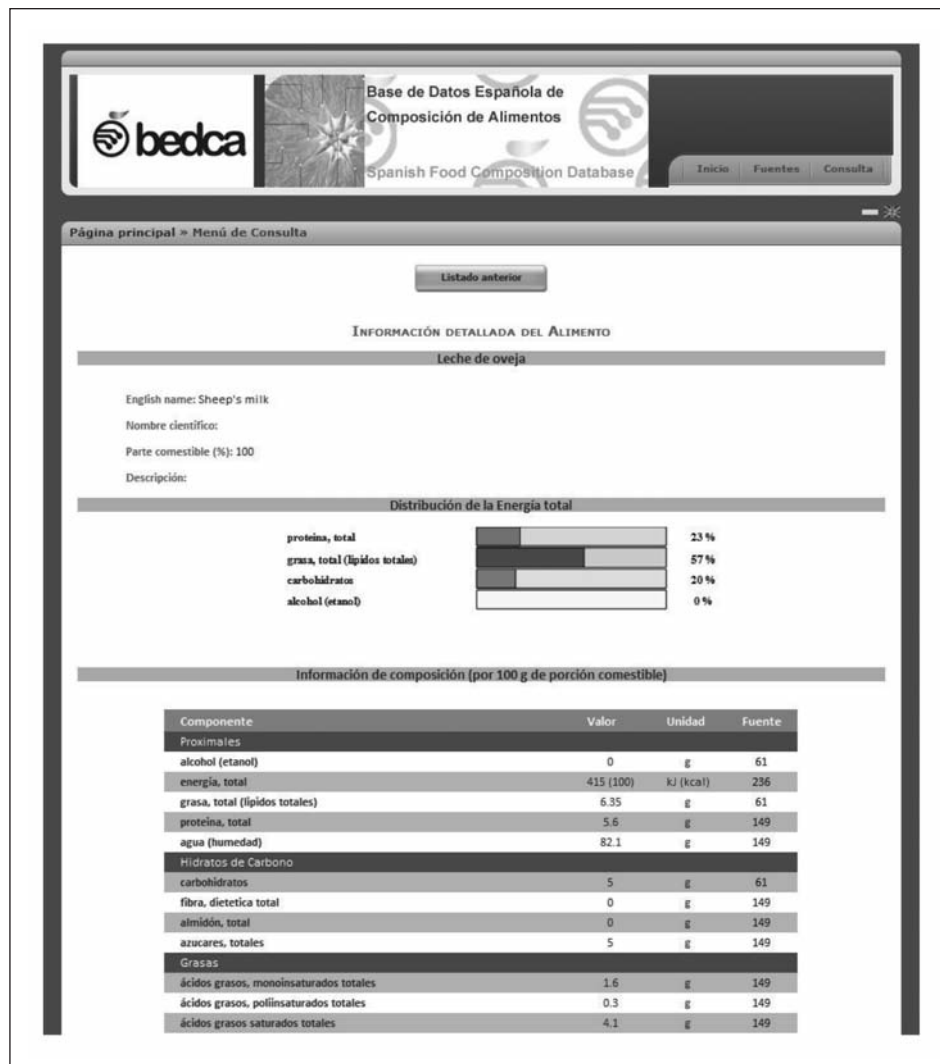 bedca
Base de Datos Española de
Composición de Alimentos
Spanish Food Composition Database
Inicio Fuentes Consulta
Página principal » Menú de Consulta
Listado anterior
INFORMACIÓN DETALLADA DEL ALIMENTO
Leche de oveja
English name: Sheep's milk
Nombre científico:
Parte comestible (%): 100
Descripción:
Distribución de la Energía total
proteina, total 23 %
grasa, total (lipidos totales) 57 %
carbohidratos 20 %
alcohol (etanol) 0 %
Información de composición (por 100 g de porción comestible)
Componente Valor Unidad Fuente
Proximales
alcohol (etanol) 0 g 61
energía, total 415 (100) kJ (kcal) 236
grasa, total (lipidos totales) 6.35 g 61
proteina, total 5.6 g 149
agua (humedad) 82.1 g 149
Hidratos de Carbono
carbohidratos 5 g 61
fibra, dietetica total 0 g 149
almidón, total 0 g 149
azucares, totales 5 g 149
Grasas
ácidos grasos, monoinsaturados totales 1.6 g 149
ácidos grasos, poliinsaturados totales 0.3 g 149
ácidos grasos saturados totales 4.1 g 149